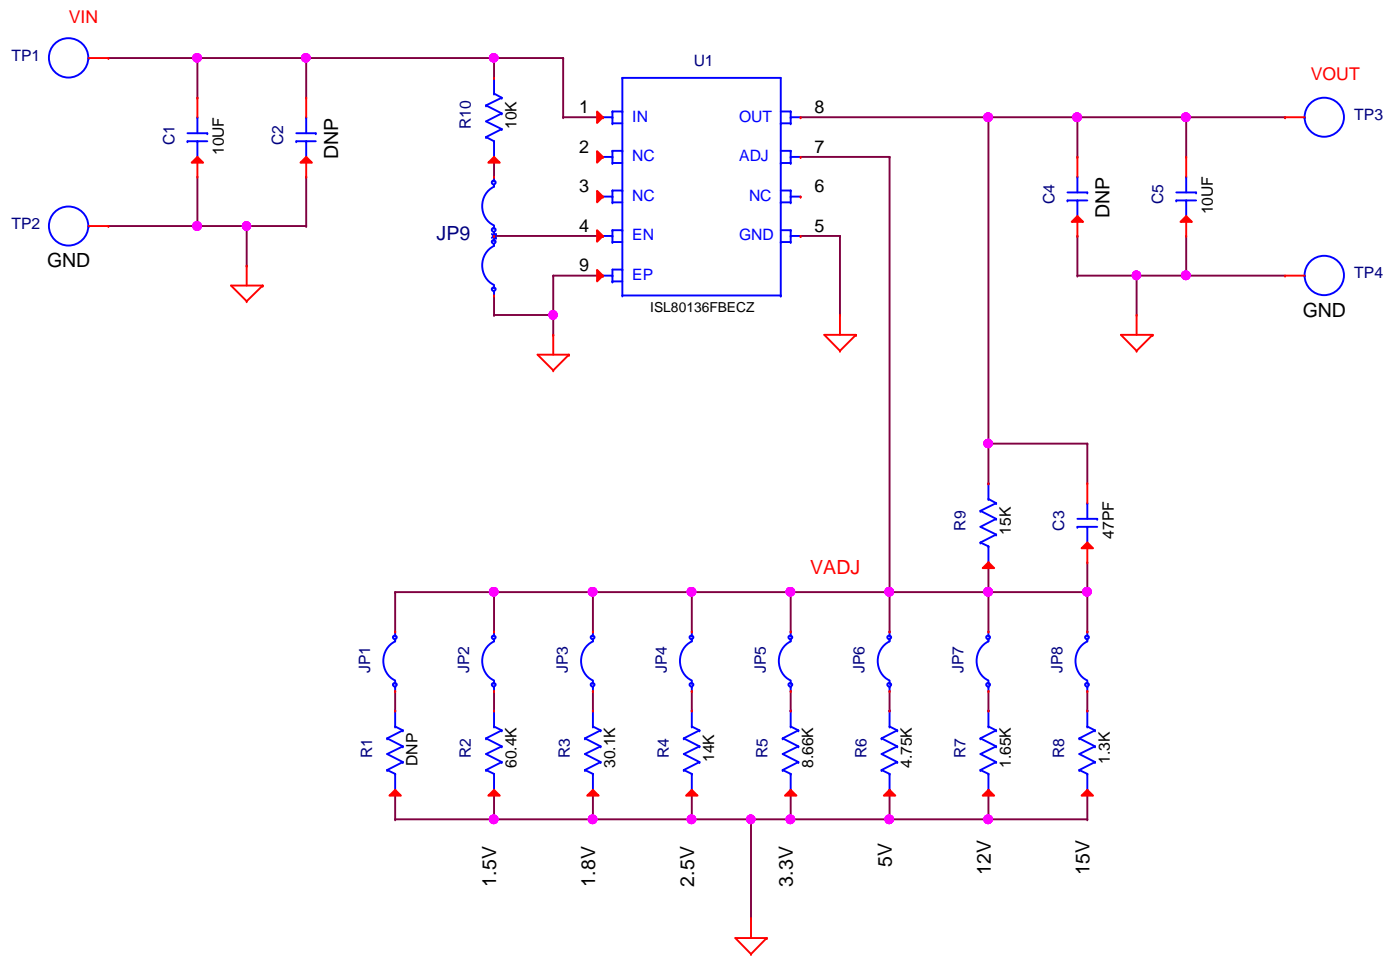 VIN
TP1
TP2
GND
C1
10UF
C2
DNP
R10
10K
JP9
U1
1
2
3
4
9
IN
NC
NC
EN
EP
OUT
ADJ
NC
GND
8
7
6
5
ISL80136FBECZ
VOUT
TP3
C4
DNP
C5
10UF
TP4
GND
R9
15K
C3
47PF
VADJ
JP1
JP2
JP3
JP4
JP5
JP6
JP7
JP8
R1
DNP
R2
60.4K
R3
30.1K
R4
14K
R5
8.66K
R6
4.75K
R7
1.65K
R8
1.3K
1.5V
1.8V
2.5V
3.3V
5V
12V
15V